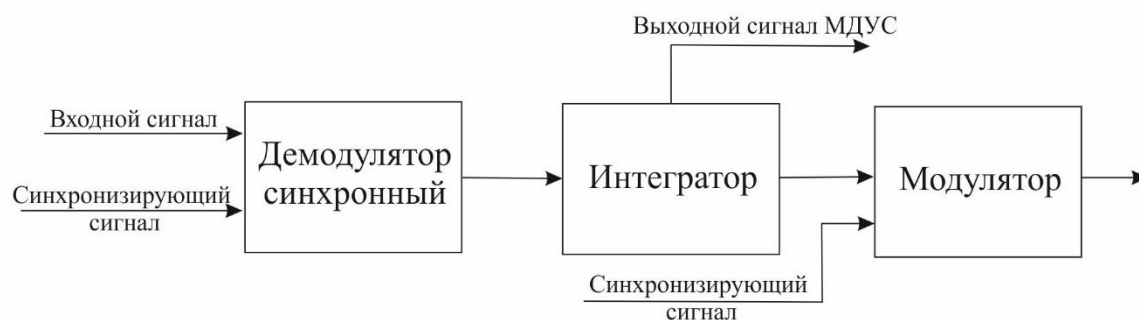 Выходной сигнал МДУС
Входной сигнал
Синхронизирующий
сигнал
Демодулятор
синхронный
Интегратор
Модулятор
Синхронизирующий
сигнал